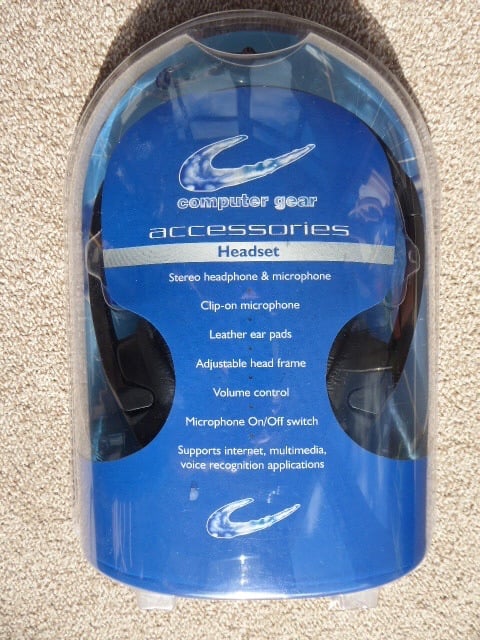 computer gear
accessories
Headset
Stereo headphone & microphone
Clip-on microphone
Leather ear pads
Adjustable head frame
Volume control
Microphone On/Off switch
Supports internet, multimedia,
voice recognition applications